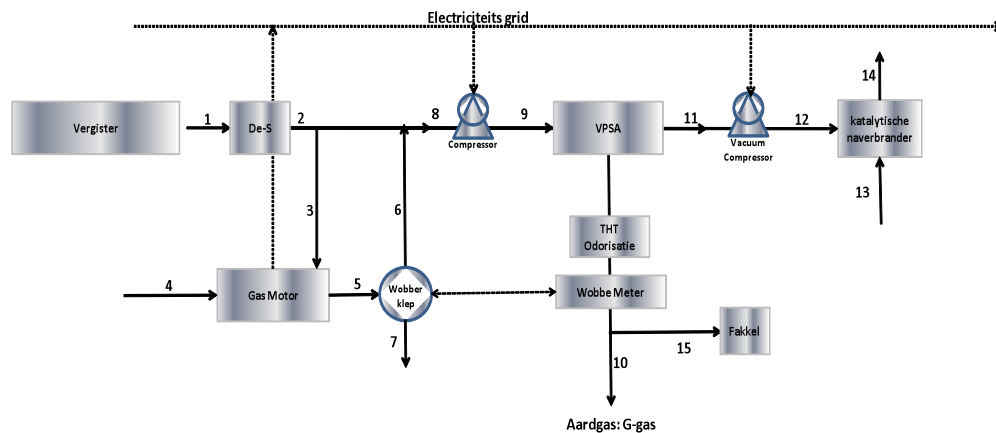 Electriciteits grid
14
Vergister
1
De-S
2
8
Compressor
9
VPSA
11
Vacuum
Compressor
12
katalytische
naverbrander
13
3
6
THT
Odorisatie
4
Gas Motor
5
Wobber
klep
Wobbe Meter
7
Fakkel
15
10
Aardgas: G-gas